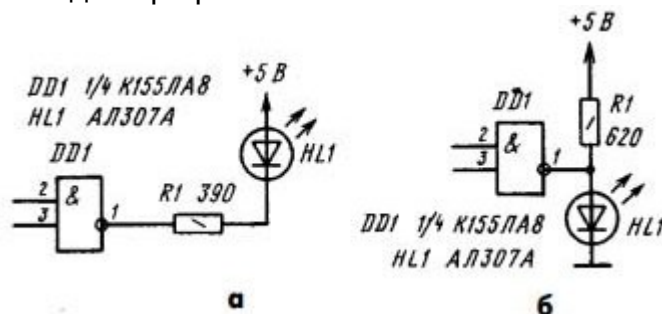 DD1 1/4 К155ЛА8
HL1 АЛ307А
DD1
2
3
&
1
R1 390
+5 В
HL1
а
+5 В
DD1
2
3
&
1
R1
620
HL1
DD1 1/4 К155ЛА8
HL1 АЛ307А
б